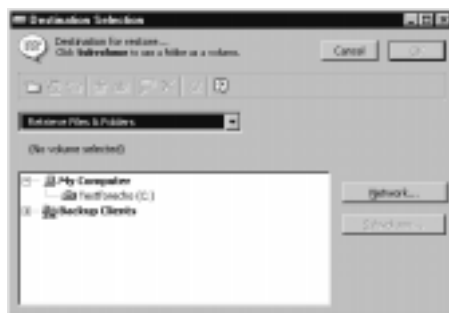 Destination Selection
Destination for restore...
Click Subvolume to use a folder as a volume.
Cancel
Retrieve Files & Folders
(No volume selected)
My Computer
(C:)
Backup Clients
Network...
Subvolume...